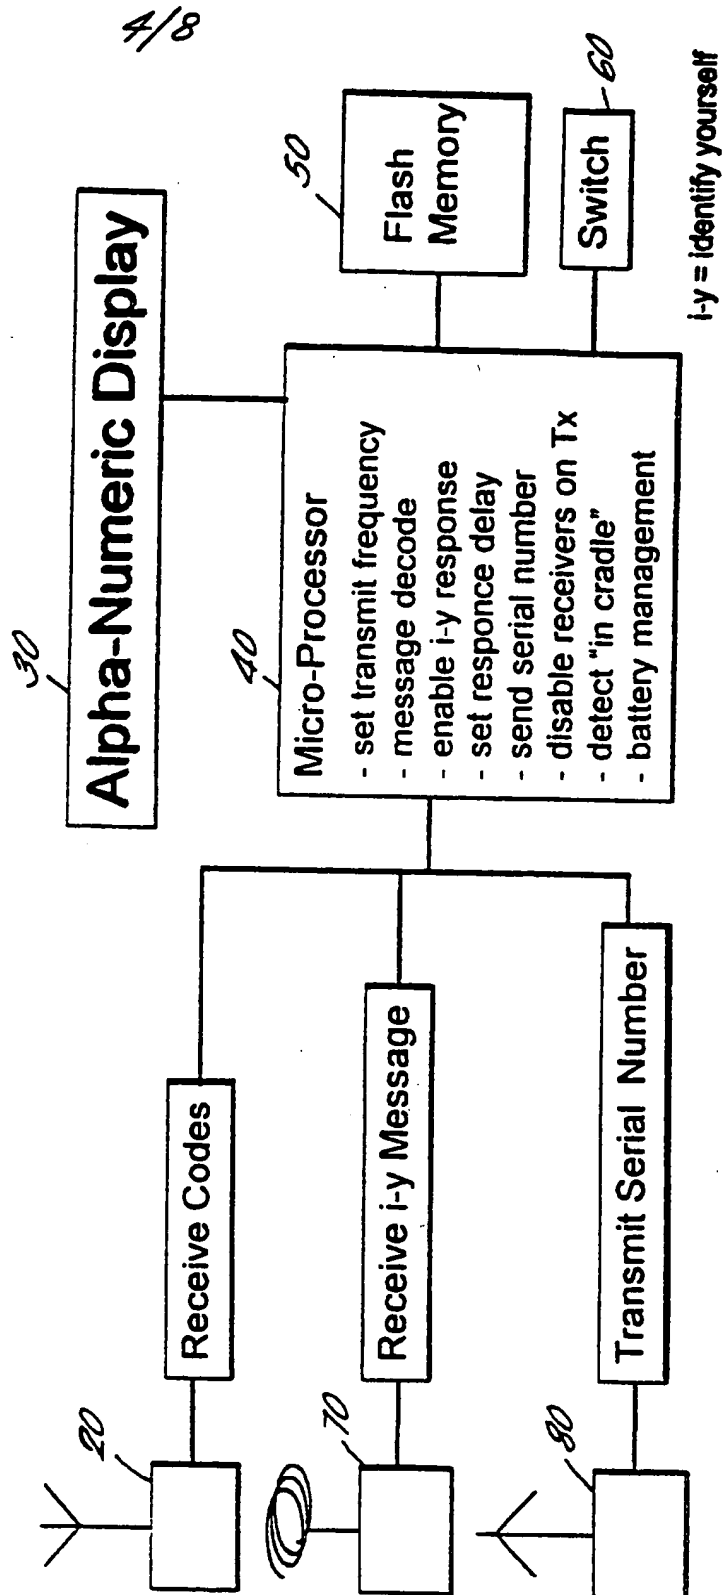 4/8
30
Alpha-Numeric Display
40
Micro-Processor
- set transmit frequency
- message decode
- enable i-y response
- set responce delay
- send serial number
- disable receivers on Tx
- detect “in cradle”
- battery management
50
Flash
Memory
60
Switch
20
Receive Codes
70
Receive i-y Message
80
Transmit Serial Number
i-y = identify yourself